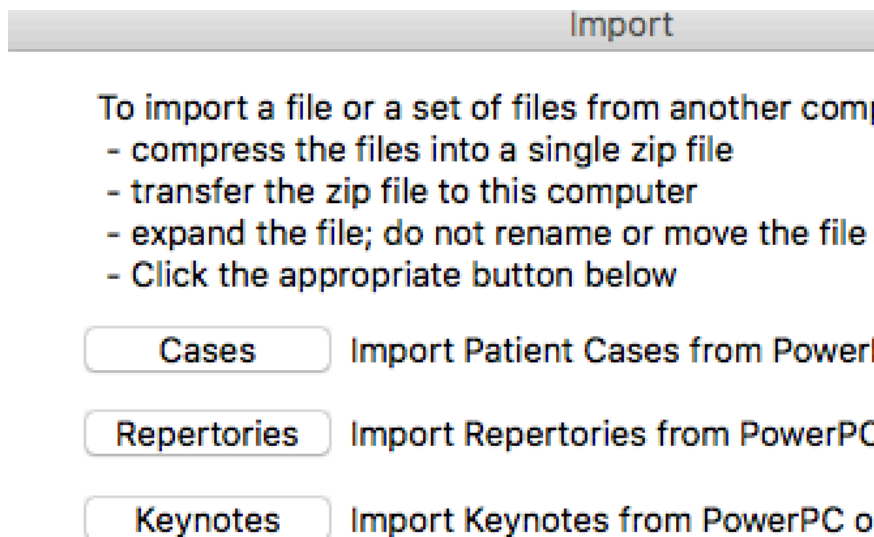 Import
To import a file or a set of files from another
- compress the files into a single zip file
- transfer the zip file to this computer
- expand the file; do not rename or move the file
- Click the appropriate button below
Cases Import Patient Cases from
Repertories Import Repertories from PowerPC
Keynotes Import Keynotes from PowerPC